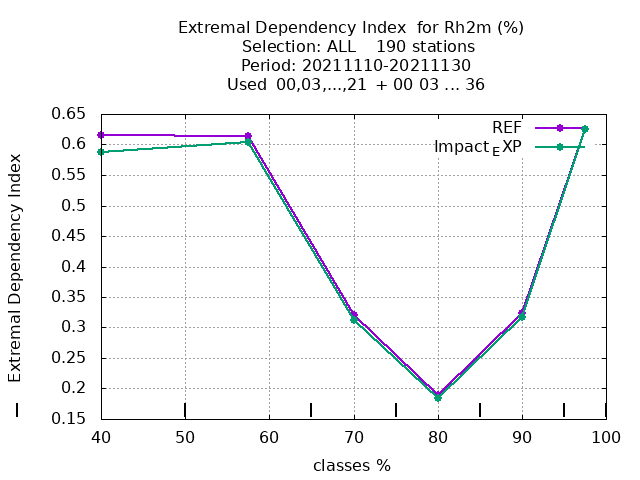 Extremal Dependency Index  for Rh2m (%)
Selection: ALL    190 stations
Period: 20211110-20211130
Used  00,03,...,21  + 00 03 ... 36
REF
Impact_EXP
Extremal Dependency Index
0.65
0.6
0.55
0.5
0.45
0.4
0.35
0.3
0.25
0.2
0.15
40 50 60 70 80 90 100
classes %